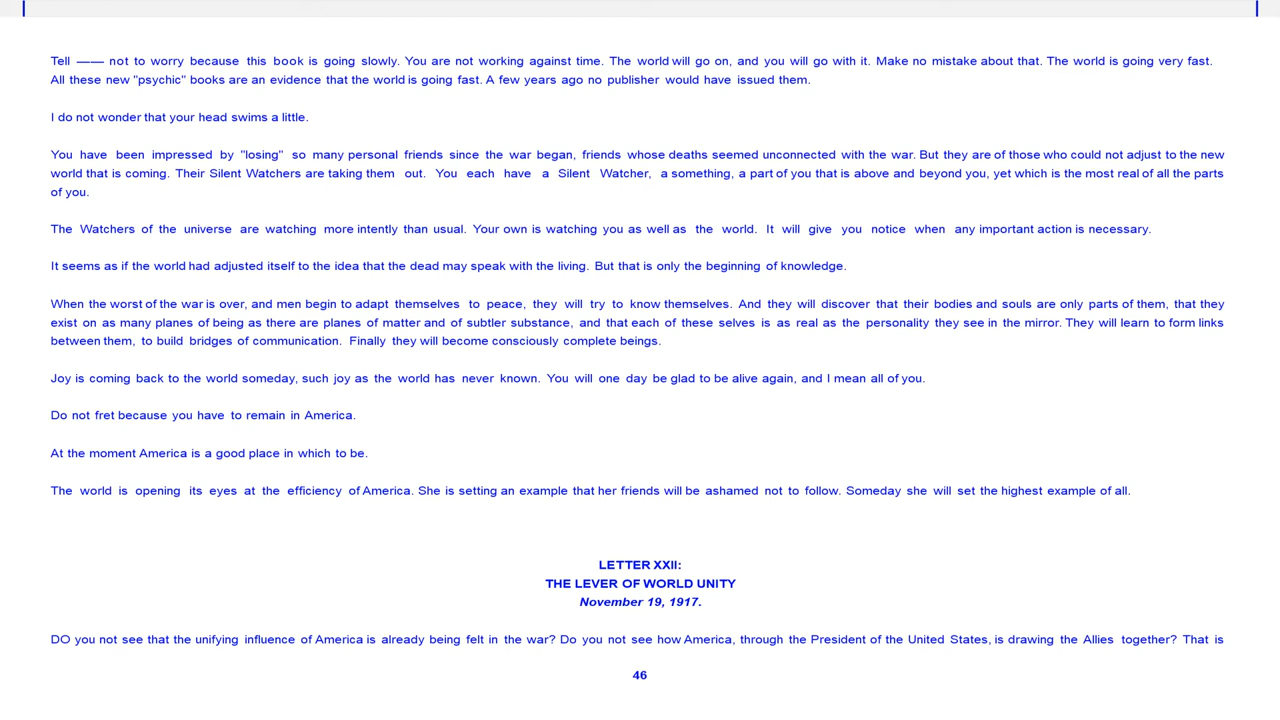 Tell —— not to worry because this book is going slowly. You are not working against time. The world will go on, and you will go with it. Make no mistake about that. The world is going very fast.
All these new "psychic" books are an evidence that the world is going fast. A few years ago no publisher would have issued them.
I do not wonder that your head swims a little.
You have been impressed by "losing" so many personal friends since the war began, friends whose deaths seemed unconnected with the war. But they are of those who could not adjust to the new
world that is coming. Their Silent Watchers are taking them out. You each have a Silent Watcher, a something, a part of you that is above and beyond you, yet which is the most real of all the parts
of you.
The Watchers of the universe are watching more intently than usual. Your own is watching you as well as the world. It will give you notice when any important action is necessary.
It seems as if the world had adjusted itself to the idea that the dead may speak with the living. But that is only the beginning of knowledge.
When the worst of the war is over, and men begin to adapt themselves to peace, they will try to know themselves. And they will discover that their bodies and souls are only parts of them, that they
exist on as many planes of being as there are planes of matter and of subtler substance, and that each of these selves is as real as the personality they see in the mirror. They will learn to form links
between them, to build bridges of communication. Finally they will become consciously complete beings.
Joy is coming back to the world someday, such joy as the world has never known. You will one day be glad to be alive again, and I mean all of you.
Do not fret because you have to remain in America.
At the moment America is a good place in which to be.
The world is opening its eyes at the efficiency of America. She is setting an example that her friends will be ashamed not to follow. Someday she will set the highest example of all.
LETTER XXII:
THE LEVER OF WORLD UNITY
November 19, 1917.
DO you not see that the unifying influence of America is already being felt in the war? Do you not see how America, through the President of the United States, is drawing the Allies together? That is
46